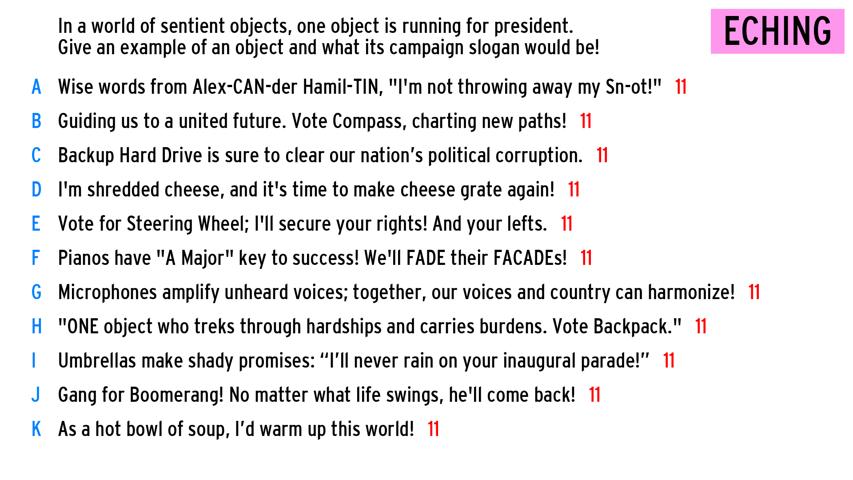 In a world of sentient objects, one object is running for president.
Give an example of an object and what its campaign slogan would be!
ECHING
A Wise words from Alex-CAN-der Hamil-TIN, "I'm not throwing away my Sn-ot!" 11
B Guiding us to a united future. Vote Compass, charting new paths! 11
C Backup Hard Drive is sure to clear our nation’s political corruption. 11
D I'm shredded cheese, and it's time to make cheese grate again! 11
E Vote for Steering Wheel; I'll secure your rights! And your lefts. 11
F Pianos have "A Major" key to success! We'll FADE their FACADEs! 11
G Microphones amplify unheard voices; together, our voices and country can harmonize! 11
H "ONE object who treks through hardships and carries burdens. Vote Backpack." 11
I Umbrellas make shady promises: “I’ll never rain on your inaugural parade!” 11
J Gang for Boomerang! No matter what life swings, he'll come back! 11
K As a hot bowl of soup, I’d warm up this world! 11